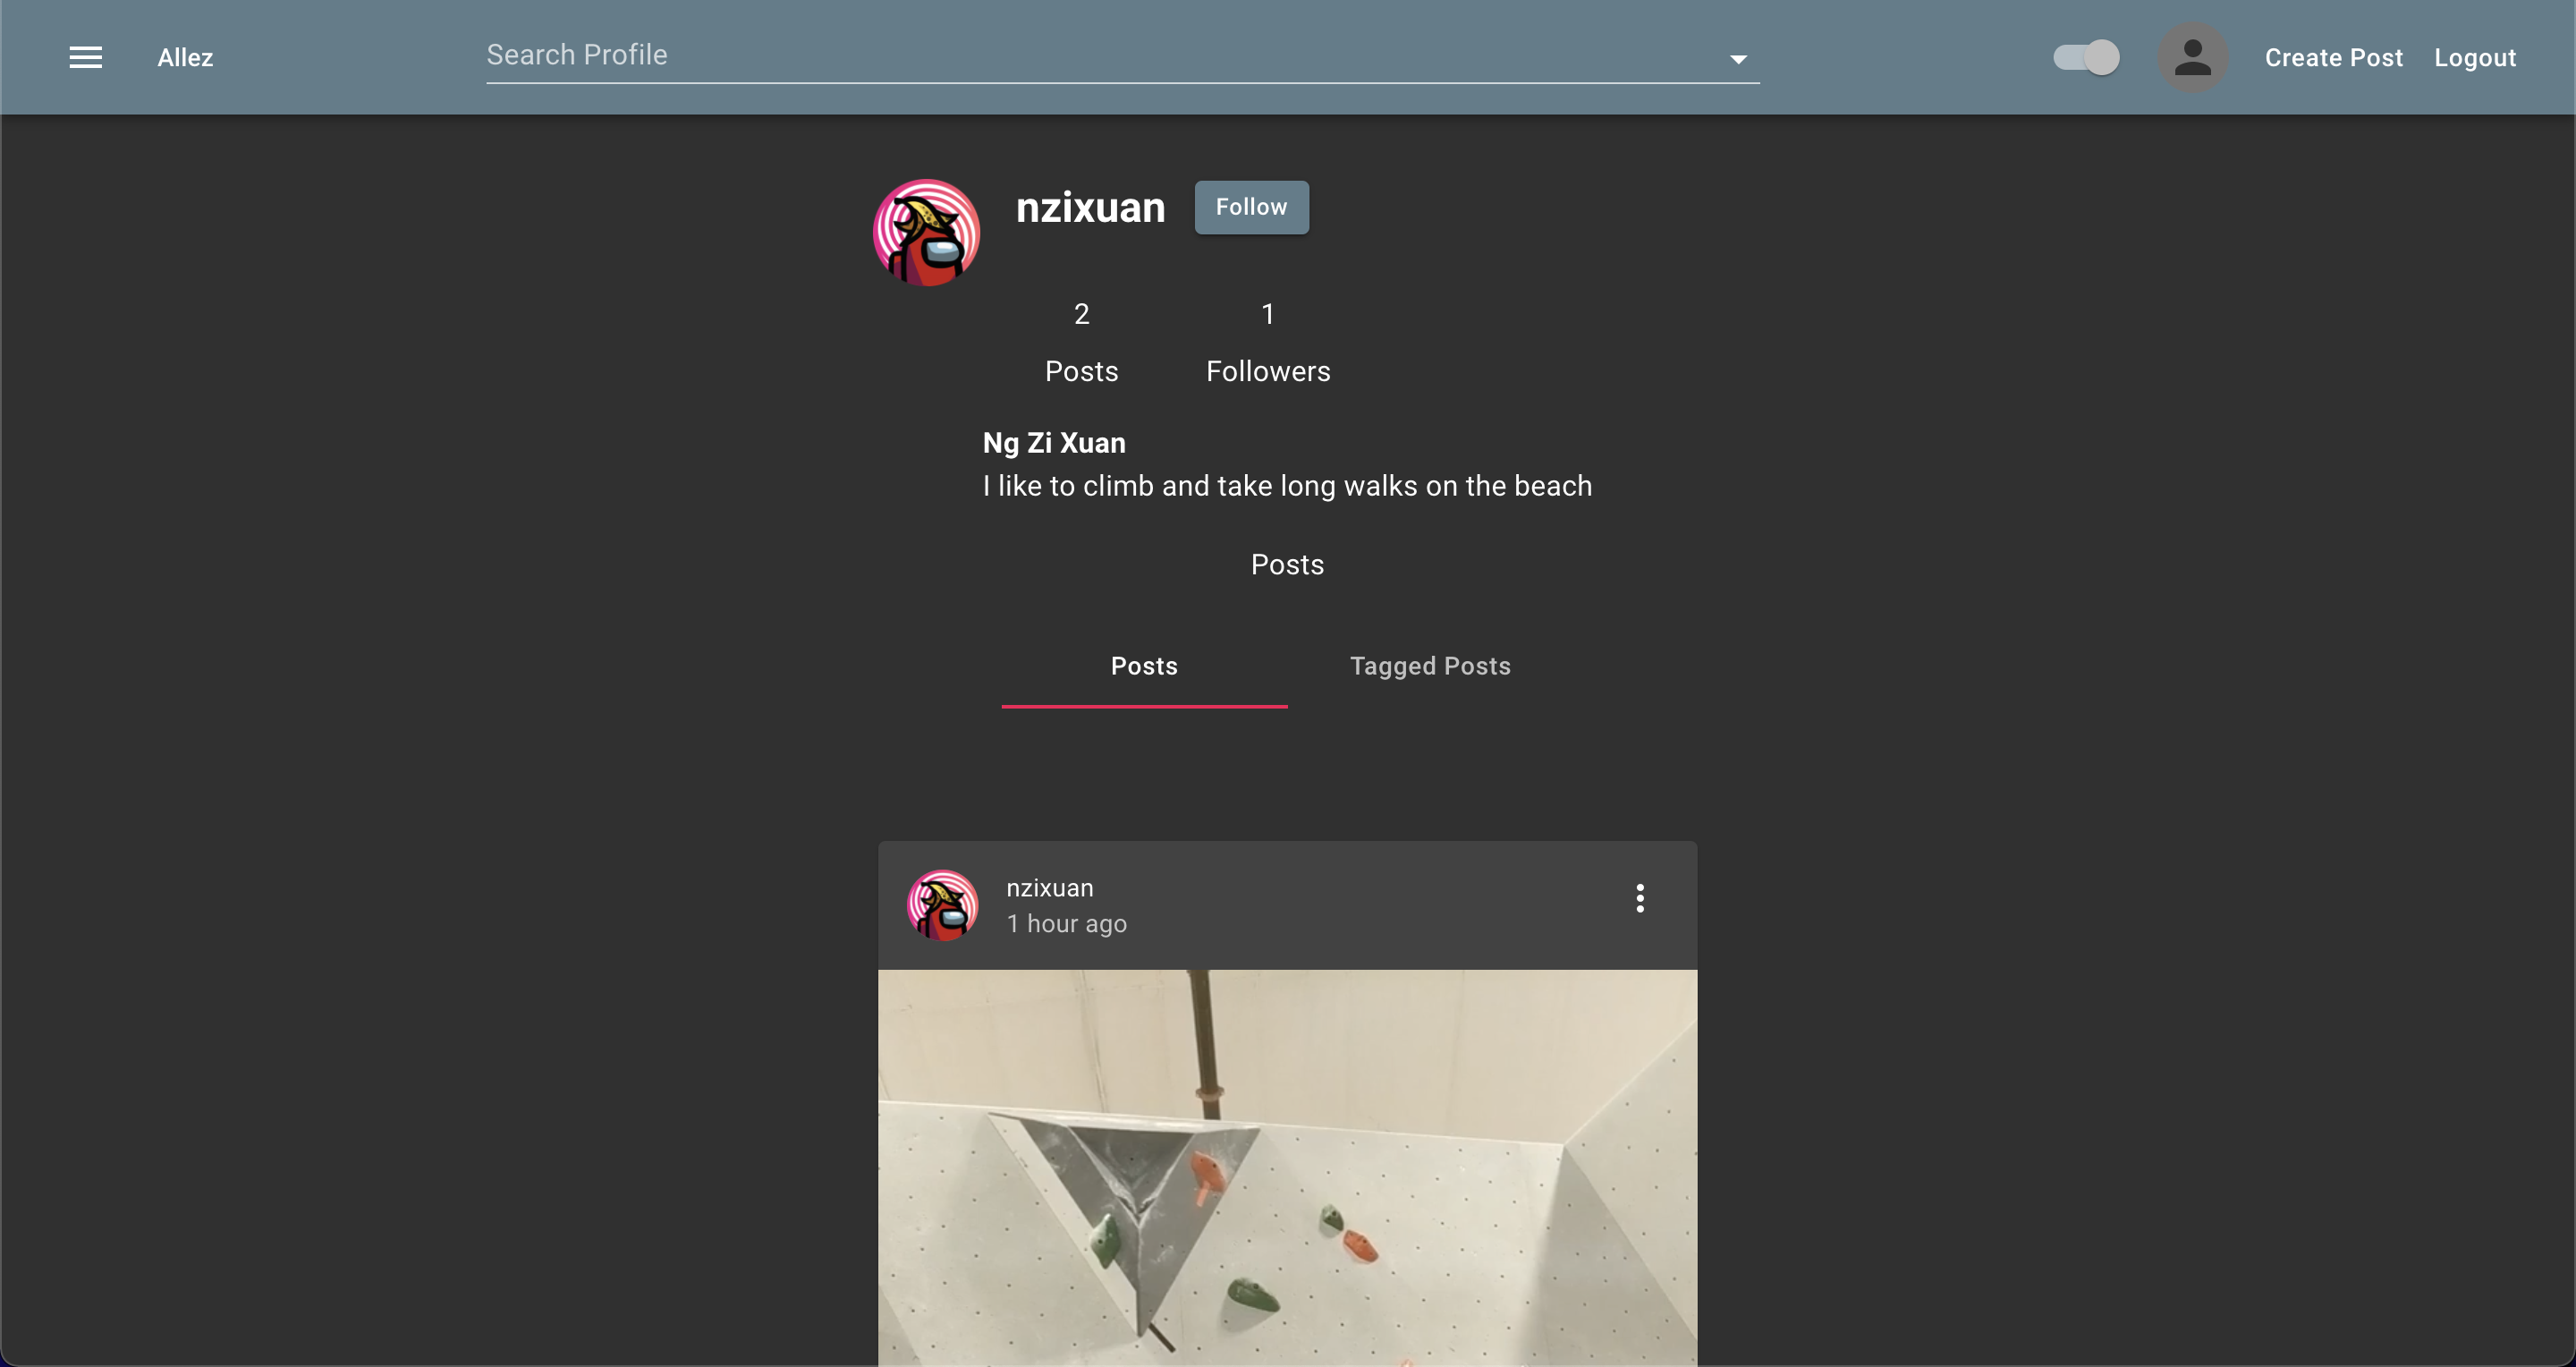 Allez
Search Profile
Create Post
Logout
nzixuan
Follow
2
1
Posts
Followers
Ng Zi Xuan
I like to climb and take long walks on the beach
Posts
Posts
Tagged Posts
nzixuan
1 hour ago